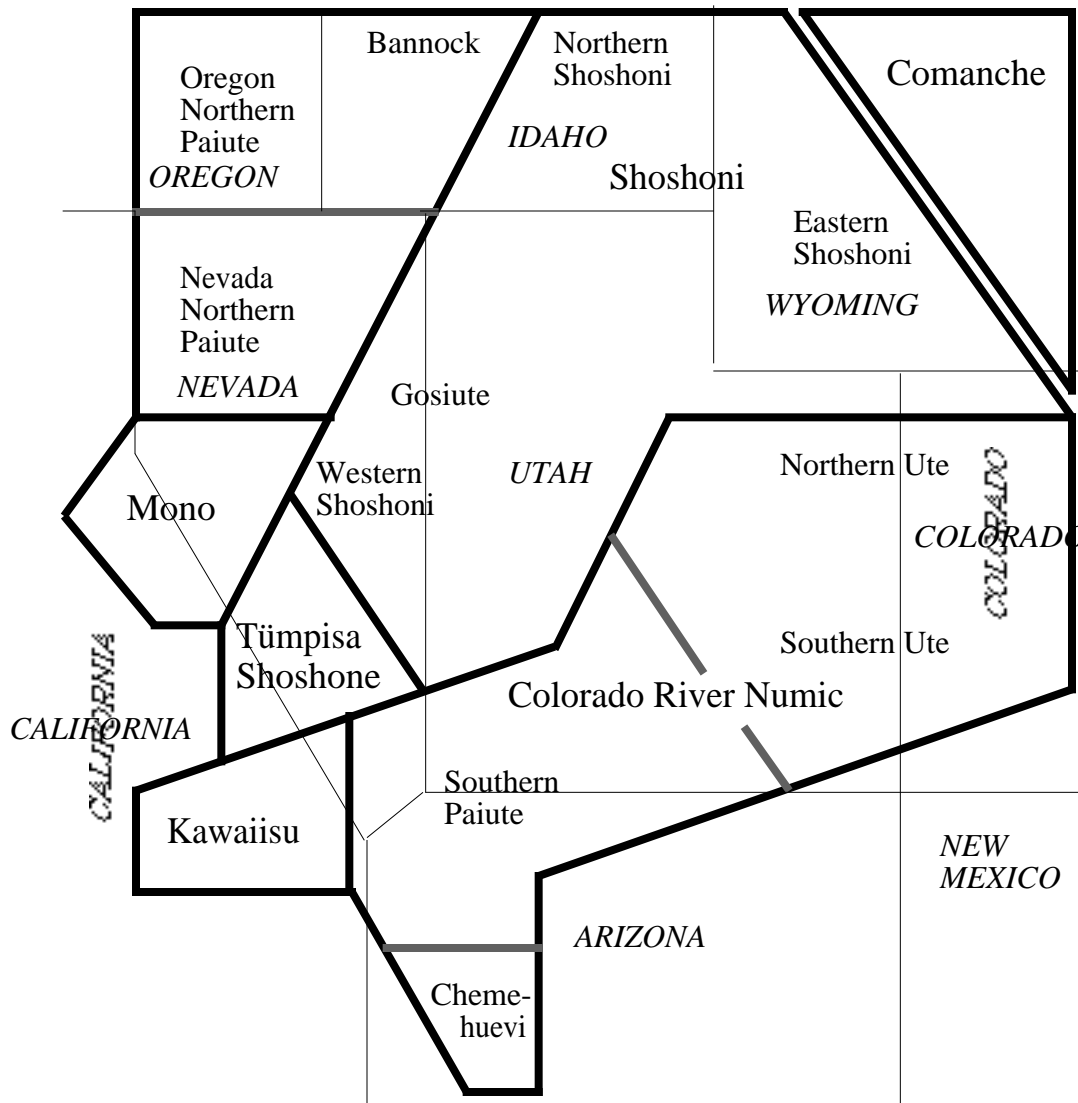 Bannock
Northern
Shoshoni
Comanche
Oregon
Northern
Paiute
OREGON
IDAHO
Shoshoni
Eastern
Shoshoni
WYOMING
Nevada
Northern
Paiute
NEVADA
Gosiute
Western
Shoshoni
UTAH
Northern Ute
COLORADO
COLORADO
Mono
Tümpisa
Shoshone
Southern Ute
Colorado River Numic
CALIFORNIA
CALIFORNIA
Southern
Paiute
Kawaiisu
NEW
MEXICO
ARIZONA
Cheme-
huevi